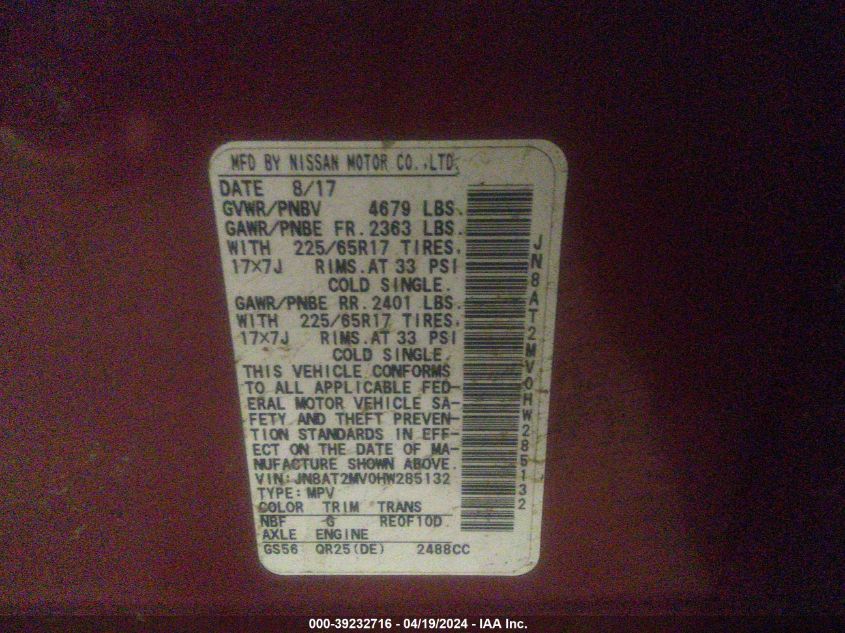 MFD BY NISSAN MOTOR CO.,LTD.
DATE 8/17
GVWR/PNBV 4679 LBS.
GAWR/PNBE FR. 2363 LBS.
WITH 225/65R17 TIRES.
17×7J RIMS. AT 33 PSI
COLD SINGLE.
GAWR/PNBE RR. 2401 LBS.
WITH 225/65R17 TIRES.
17×7J RIMS. AT 33 PSI
COLD SINGLE.
THIS VEHICLE CONFORMS
TO ALL APPLICABLE FED-
ERAL MOTOR VEHICLE SA-
FETY AND THEFT PREVEN-
TION STANDARDS IN EFF-
ECT ON THE DATE OF MA-
NUFACTURE SHOWN ABOVE.
VIN: JN8AT2MV0HW285132
TYPE: MPV
COLOR TRIM TRANS
NBF G RE0F10D
AXLE ENGINE
GS56 QR25(DE) 2488CC
JN8AT2MV0HW285132
000-39232716 - 04/19/2024 - IAA Inc.